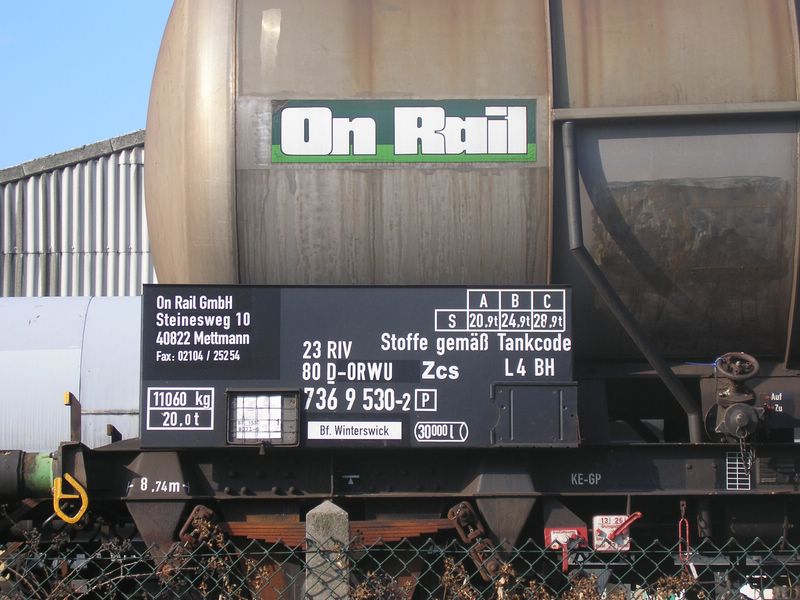 On Rail
On Rail GmbH
Steinesweg 10
40822 Mettmann
Fax: 02104 / 25254
A B C
S 20,9t 24,9t 28,9t
23 RIV
Stoffe gemäß Tankcode
80 D-ORWU Zcs L4 BH
736 9 530-2 P
11060 kg
20,0t
Bf. Winterswick
30000 l
Auf
Zu
8,74m
KE-GP